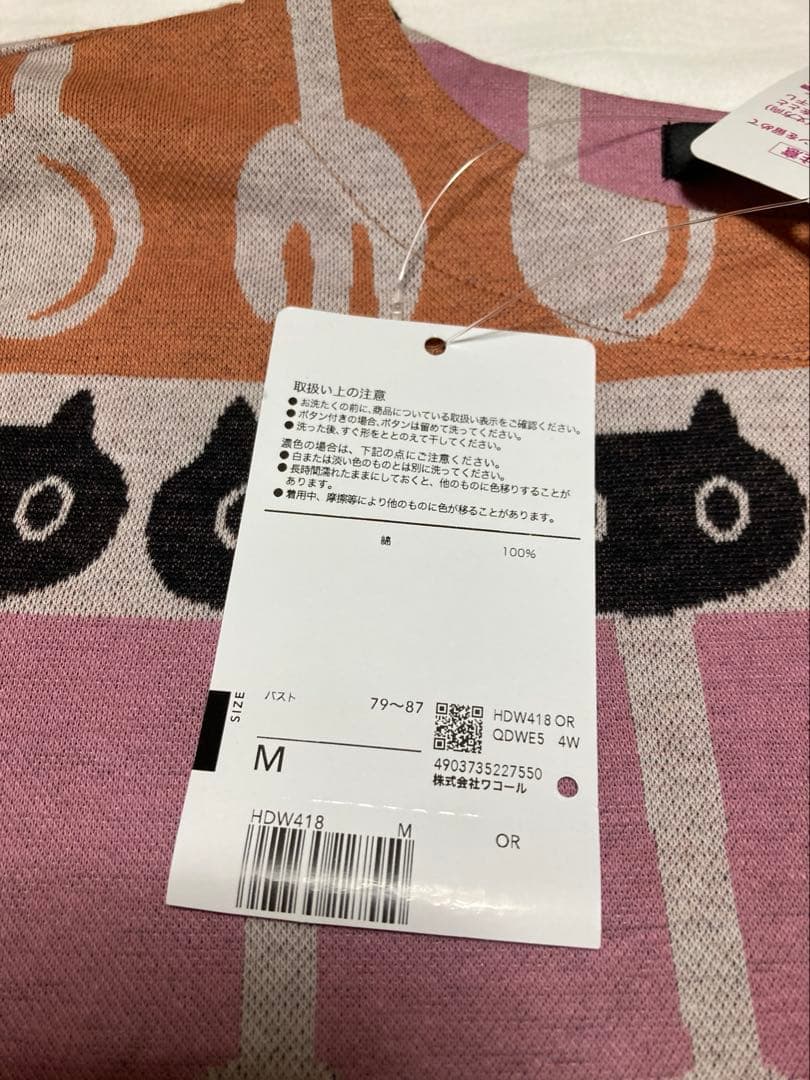 取扱い上の注意
●お洗たくの前に、商品についている取扱い表示をご確認ください。
●ボタン付きの場合、ボタンは留めて洗ってください。
●洗った後、すぐ形をととのえて干してください。
濃色の場合は、下記の点にご注意ください。
●白または淡い色のものとは別に洗ってください。
●長時間濡れたままにしておくと、他のものに色移りすることが
あります。
●着用中、摩擦等により他のものに色が移ることがあります。
綿 100%
SIZE
バスト 79〜87
M
HDW418 OR
QDWE5 4W
4903735227550
株式会社ワコール
HDW418 M
OR